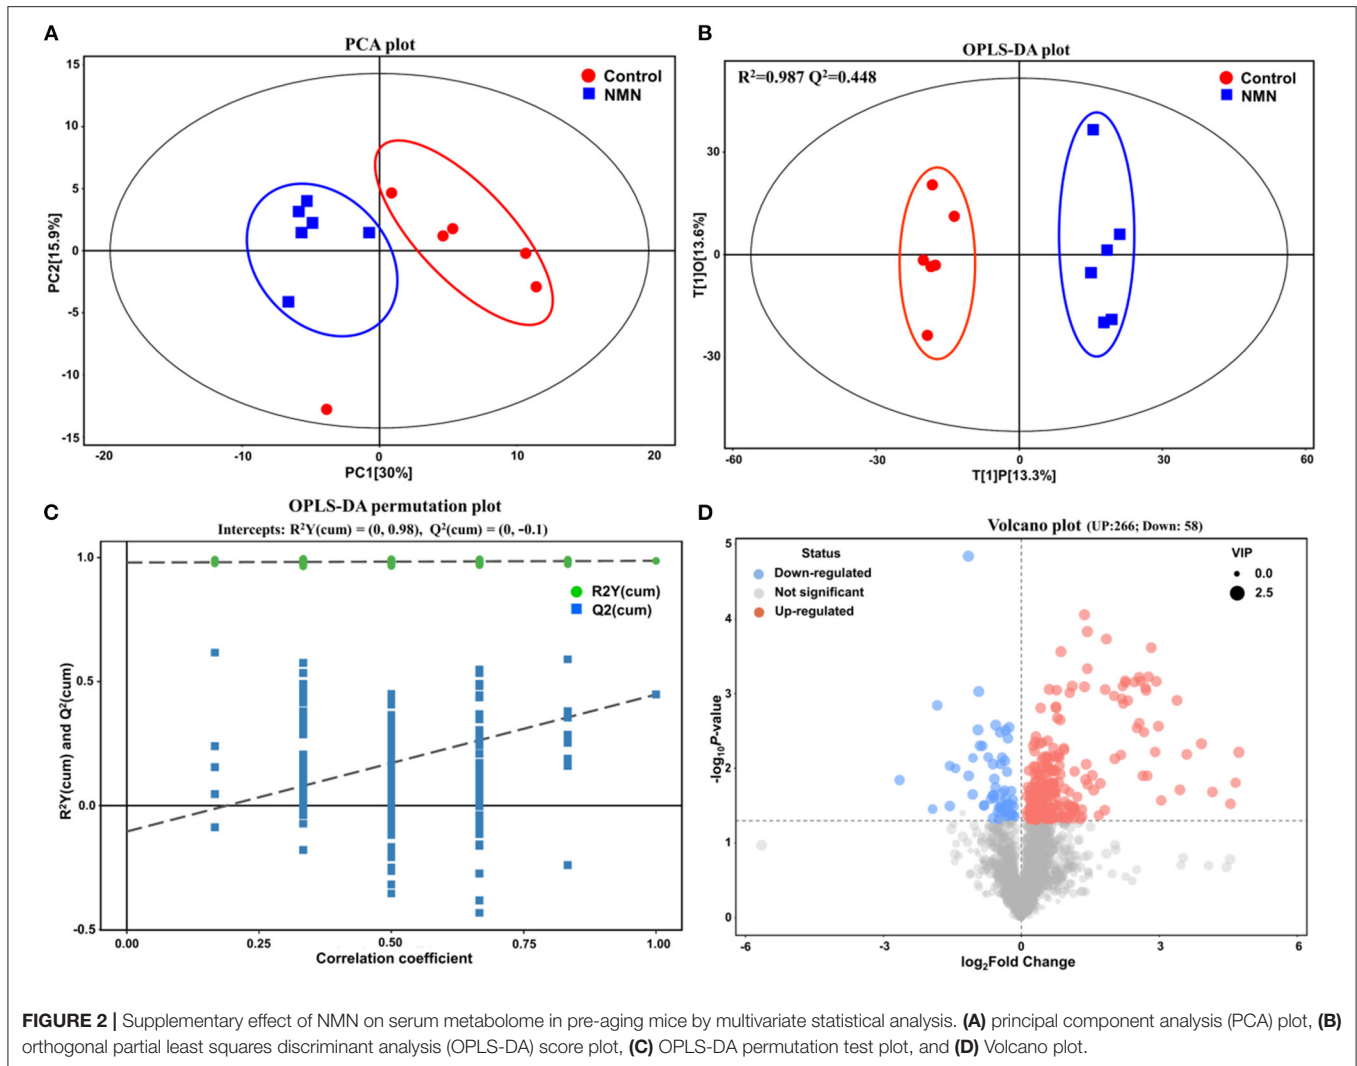 A
PCA plot
Control
NMN
15
10
5
0
-5
-10
-15
PC2[15.9%]
-20
-10
0
10
20
PC1[30%]
B
OPLS-DA plot
R²=0.987 Q²=0.448
Control
NMN
30
0
-30
T[1]O[13.6%]
-60
-30
0
30
60
T[1]P[13.3%]
C
OPLS-DA permutation plot
Intercepts: R²Y(cum) = (0, 0.98), Q²(cum) = (0, -0.1)
R2Y(cum)
Q2(cum)
1.0
0.5
0.0
-0.5
R²Y(cum) and Q²(cum)
0.00
0.25
0.50
0.75
1.00
Correlation coefficient
D
Volcano plot (UP:266; Down: 58)
Status
Down-regulated
Not significant
Up-regulated
VIP
0.0
2.5
5
4
3
2
1
0
-log₁₀P-value
-6
-3
0
3
6
log₂Fold Change
FIGURE 2 | Supplementary effect of NMN on serum metabolome in pre-aging mice by multivariate statistical analysis. (A) principal component analysis (PCA) plot, (B)
orthogonal partial least squares discriminant analysis (OPLS-DA) score plot, (C) OPLS-DA permutation test plot, and (D) Volcano plot.